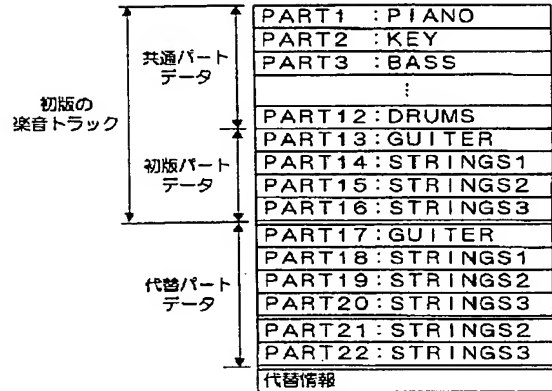 初版の
楽音トラック
共通パート
データ
初版パート
データ
代替パート
データ
PART1 :PIANO
PART2 :KEY
PART3 :BASS
⋮
PART12:DRUMS
PART13:GUITER
PART14:STRINGS1
PART15:STRINGS2
PART16:STRINGS3
PART17:GUITER
PART18:STRINGS1
PART19:STRINGS2
PART20:STRINGS3
PART21:STRINGS2
PART22:STRINGS3
代替情報